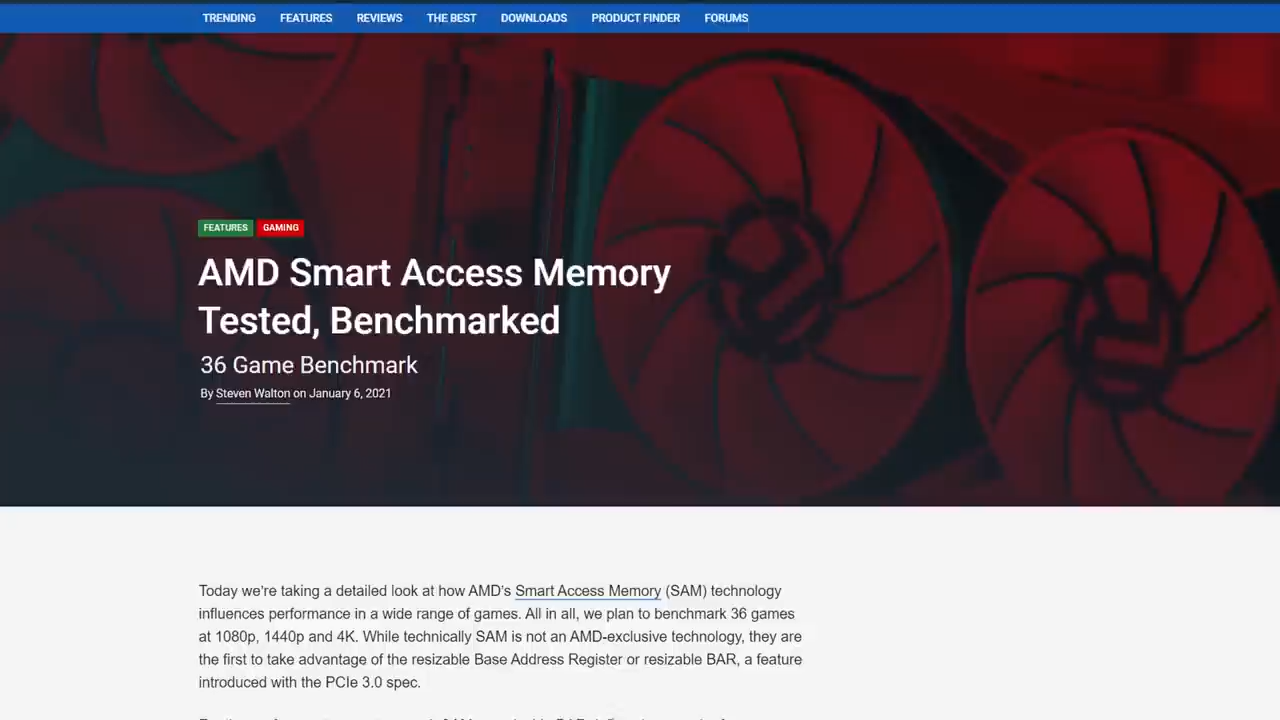 TRENDING FEATURES REVIEWS THE BEST DOWNLOADS PRODUCT FINDER FORUMS
FEATURES GAMING
AMD Smart Access Memory
Tested, Benchmarked
36 Game Benchmark
By Steven Walton on January 6, 2021
Today we're taking a detailed look at how AMD's Smart Access Memory (SAM) technology
influences performance in a wide range of games. All in all, we plan to benchmark 36 games
at 1080p, 1440p and 4K. While technically SAM is not an AMD-exclusive technology, they are
the first to take advantage of the resizable Base Address Register or resizable BAR, a feature
introduced with the PCIe 3.0 spec.